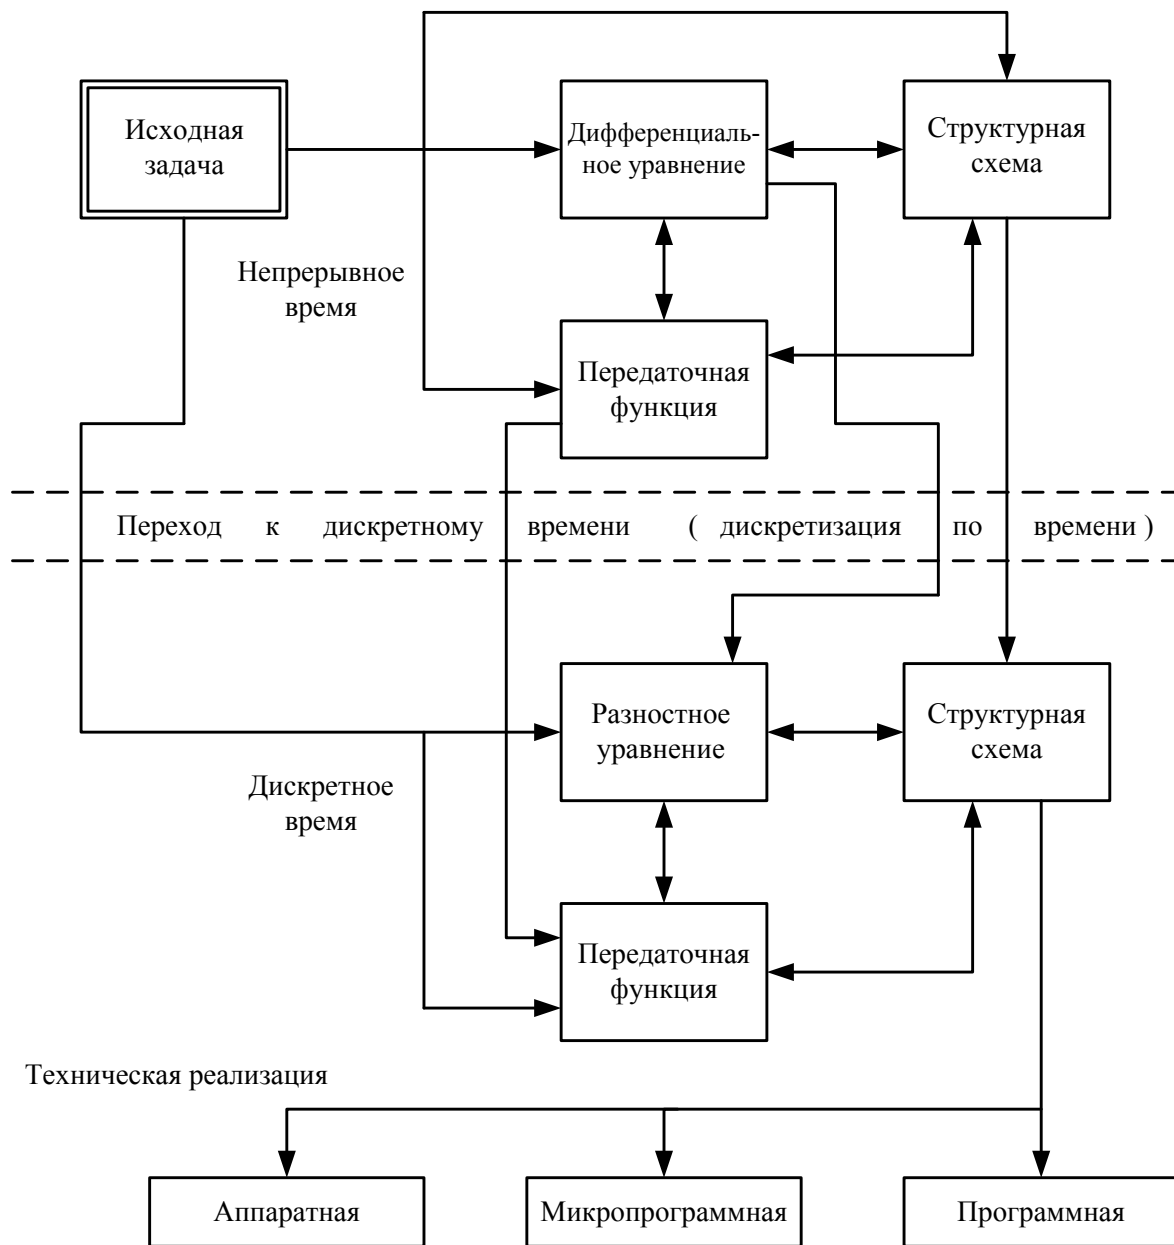 Исходная
задача
Дифференциаль-
ное уравнение
Структурная
схема
Непрерывное
время
Передаточная
функция
Переход к дискретному времени ( дискретизация по времени )
Разностное
уравнение
Структурная
схема
Дискретное
время
Передаточная
функция
Техническая реализация
Аппаратная
Микропрограммная
Программная